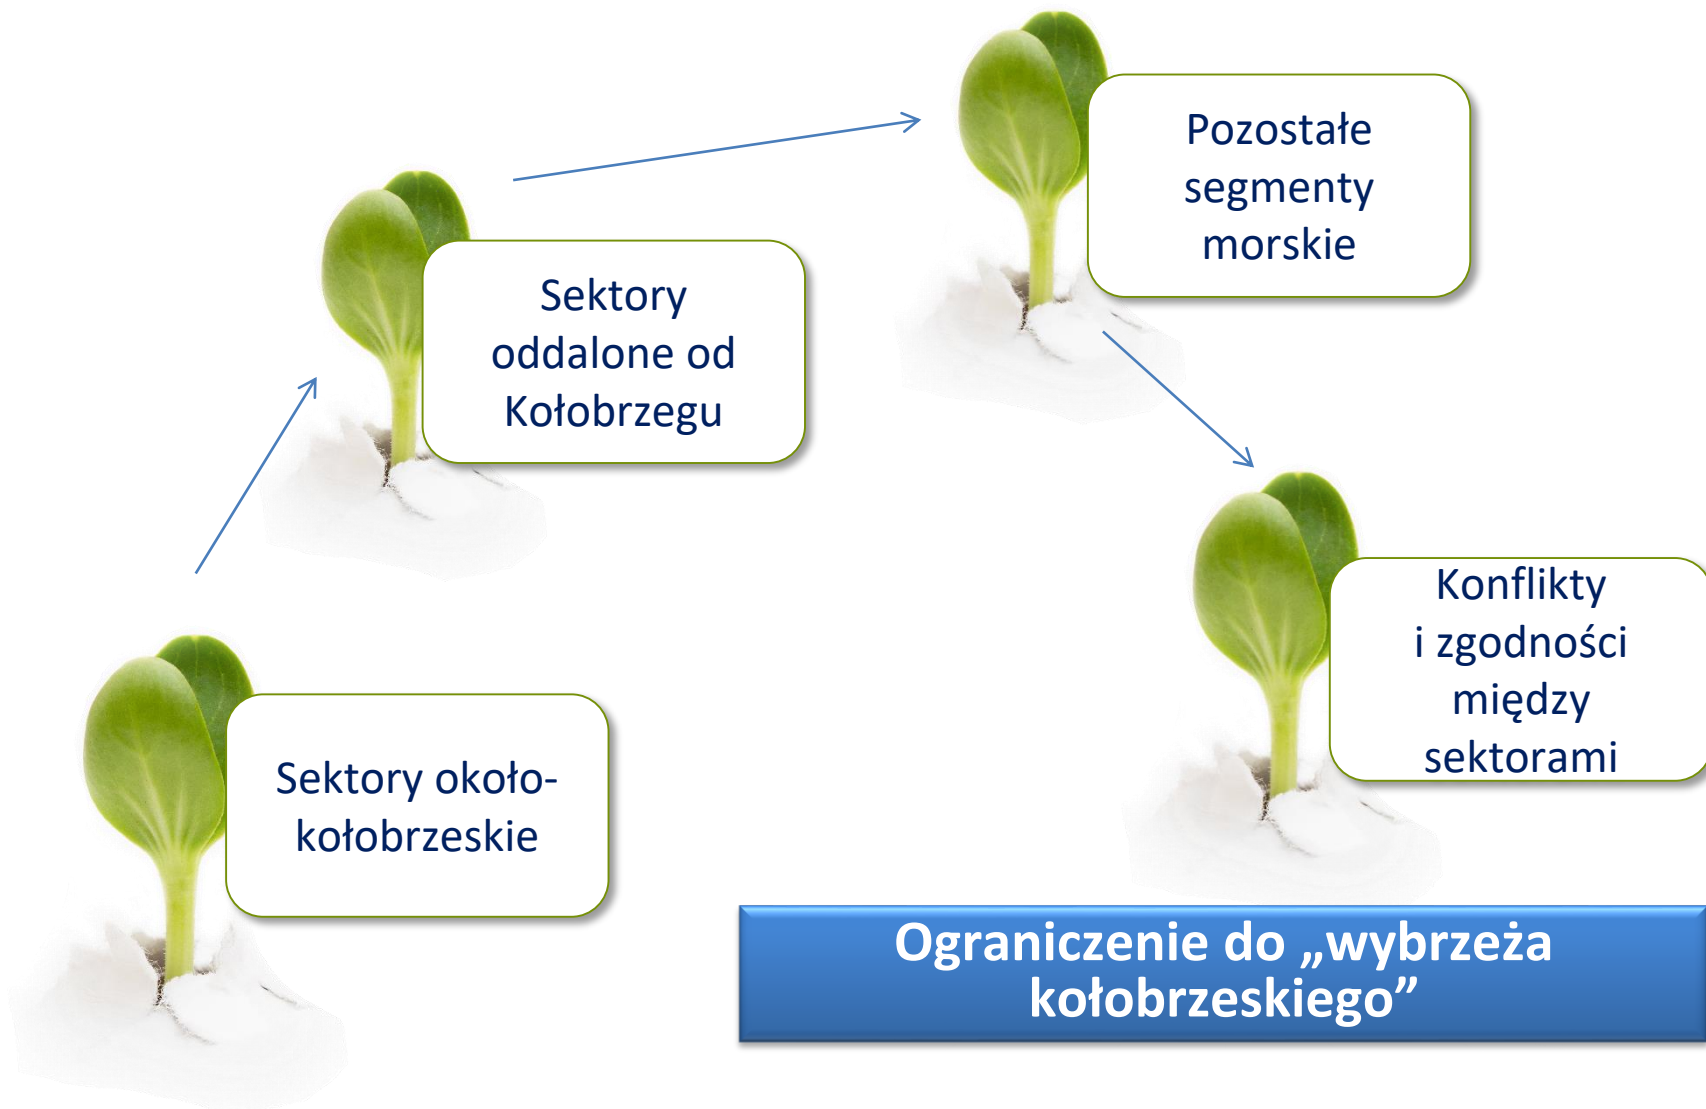 Pozostałe
segmenty
morskie
Sektory
oddalone od
Kołobrzegu
Konflikty
i zgodności
między
sektorami
Sektory około-
kołobrzeskie
Ograniczenie do „wybrzeża
kołobrzeskiego”